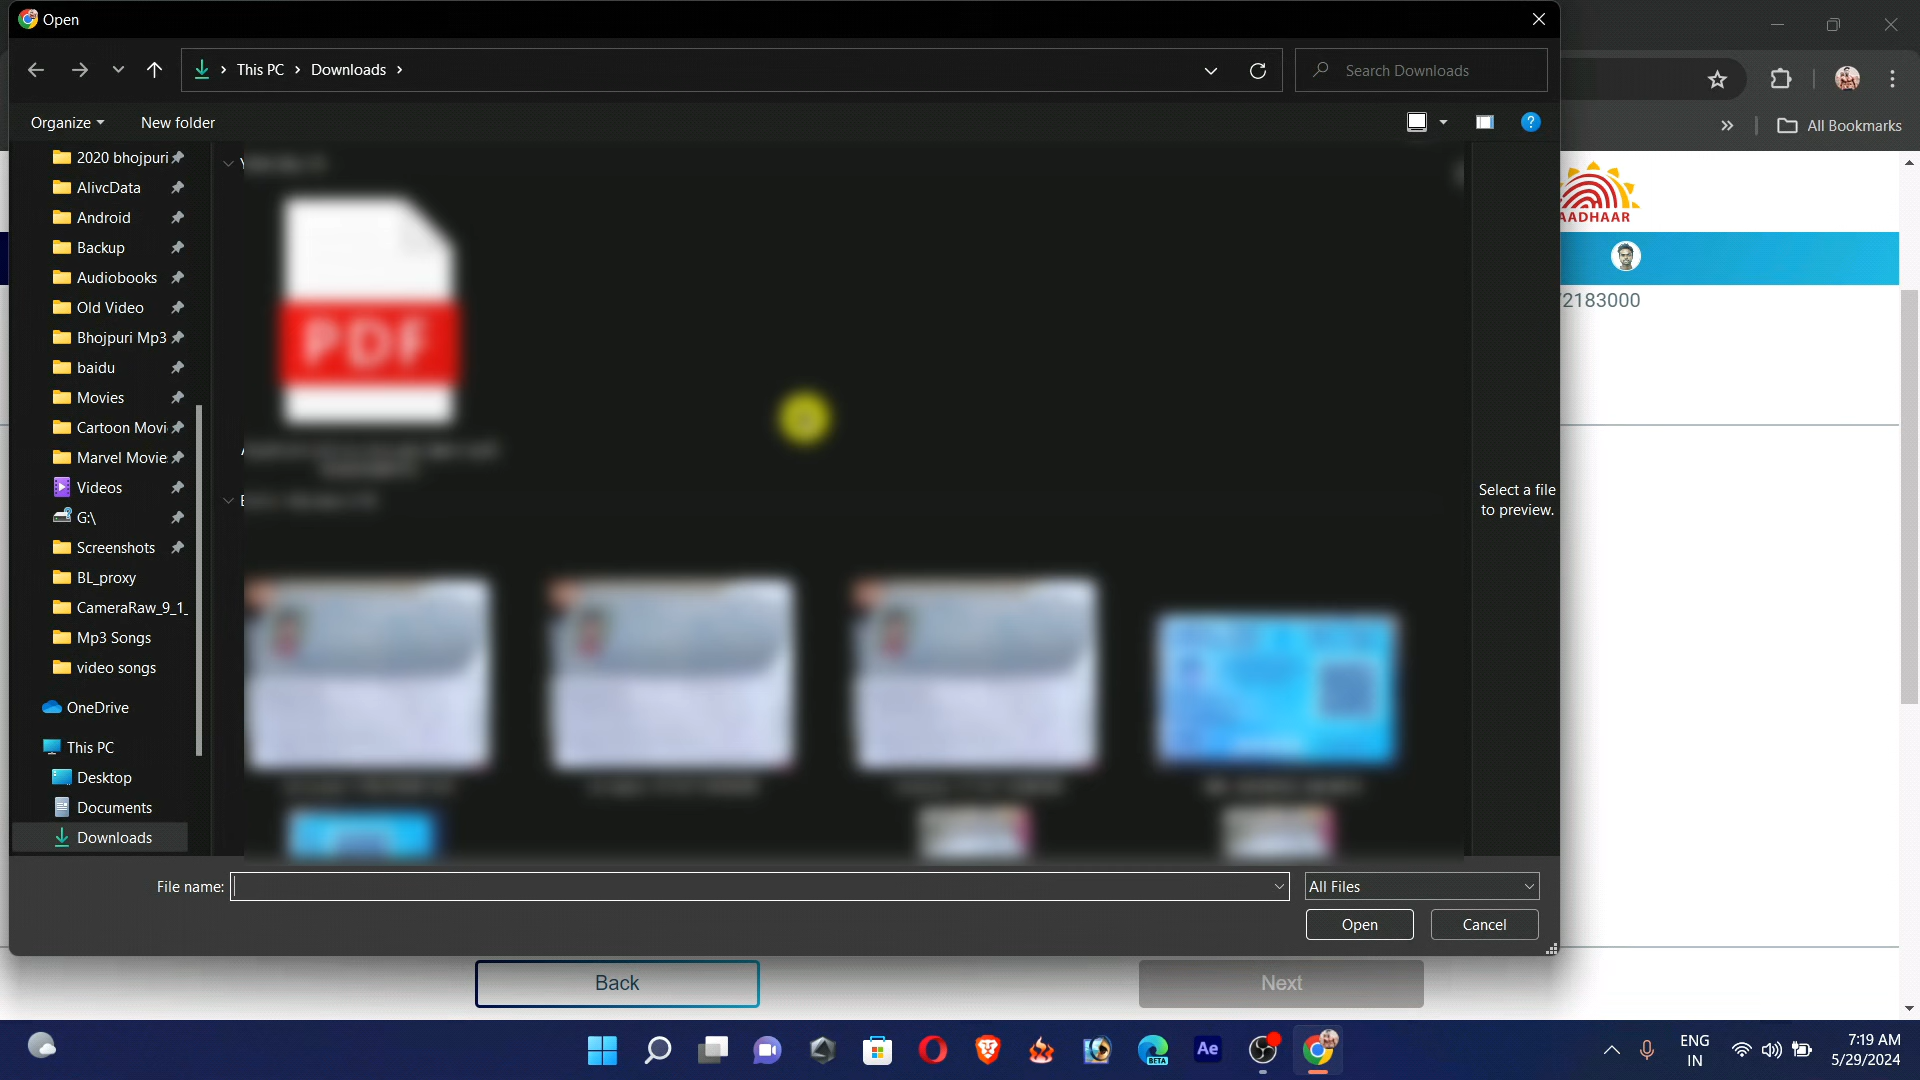 Open
This PC
Downloads
Search Downloads
Organize
New folder
2020 bhojpuri
AlivcData
Android
Backup
Audiobooks
Old Video
Bhojpuri Mp3
baidu
Movies
Cartoon Movi
Marvel Movie
Videos
G:\
Screenshots
BL_proxy
CameraRaw_9_1_
Mp3 Songs
video songs
OneDrive
This PC
Desktop
Documents
Downloads
PDF
Select a file
to preview.
File name:
All Files
Open
Cancel
All Bookmarks
AADHAAR
2183000
Back
Next
BETA
Ae
ENG
IN
7:19 AM
5/29/2024